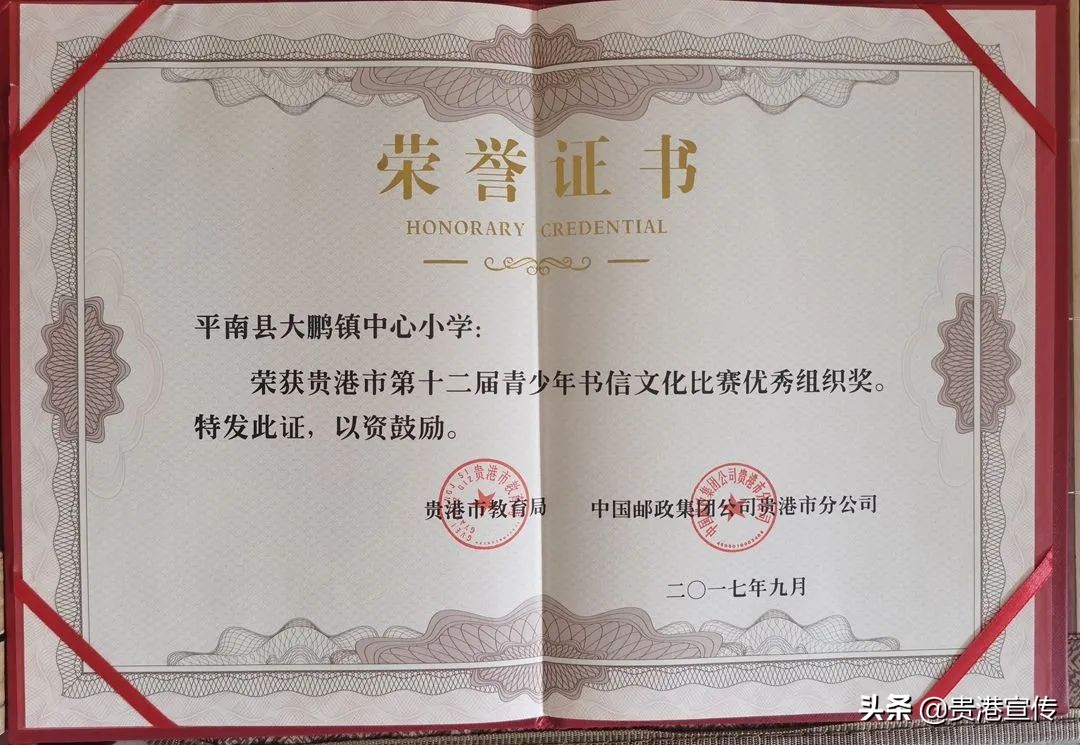 荣誉证书
HONORARY CREDENTIAL
平南县大鹏镇中心小学：
荣获贵港市第十二届青少年书信文化比赛优秀组织奖。
特发此证，以资鼓励。
贵港市教育局 中国邮政集团公司贵港市分公司
二〇一七年九月
头条 @贵港宣传